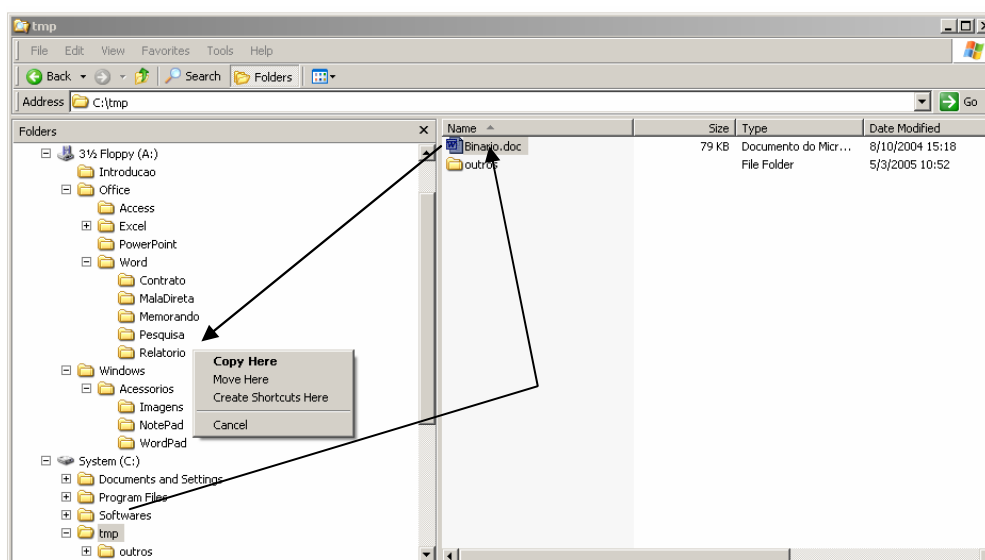 tmp
File Edit View Favorites Tools Help
Back Search Folders
Address C:\tmp Go
Folders
3½ Floppy (A:)
Introducao
Office
Access
Excel
PowerPoint
Word
Contrato
MalaDireta
Memorando
Pesquisa
Relatorio
Windows
Acessorios
Imagens
NotePad
WordPad
System (C:)
Documents and Settings
Program Files
Softwares
tmp
outros
Copy Here
Move Here
Create Shortcuts Here
Cancel
Name Size Type Date Modified
Binario.doc 79 KB Documento do Micr... 8/10/2004 15:18
outros File Folder 5/3/2005 10:52